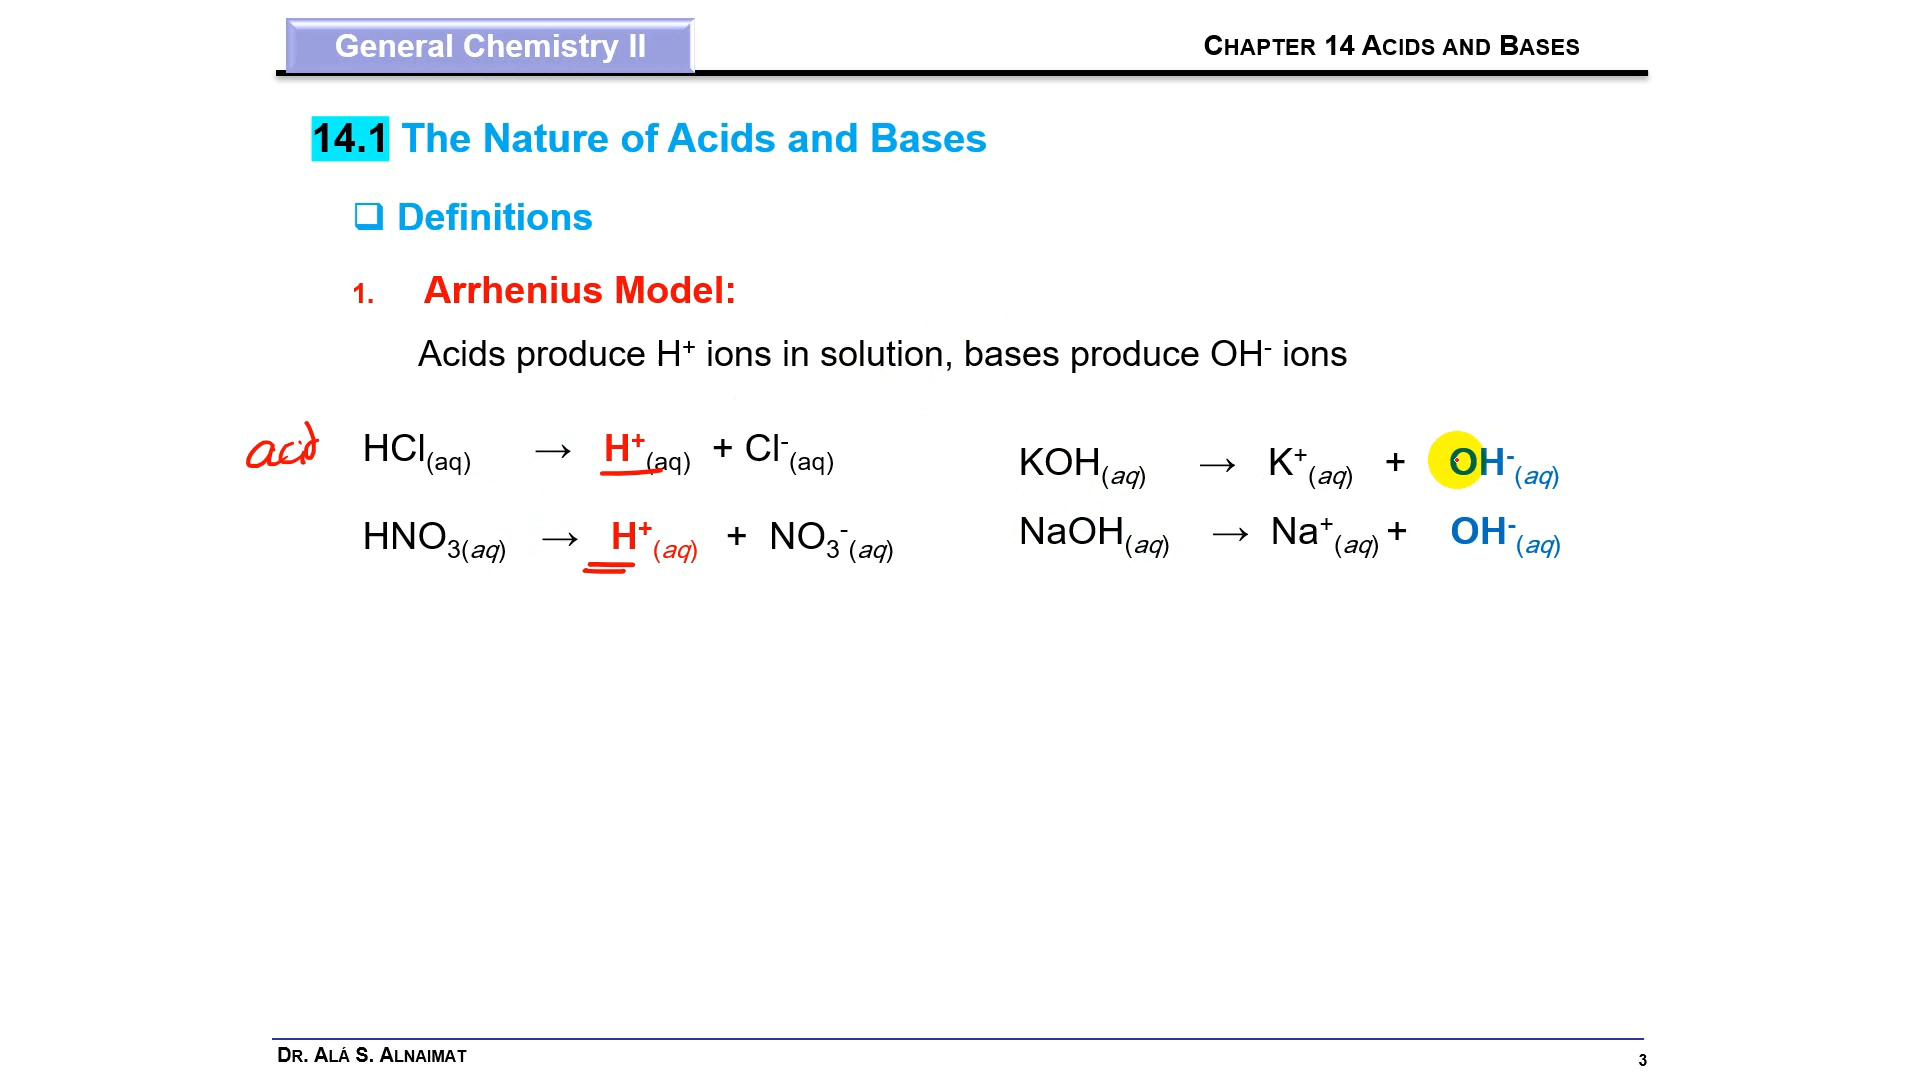 General Chemistry II
CHAPTER 14 ACIDS AND BASES
14.1 The Nature of Acids and Bases
❑ Definitions
1. Arrhenius Model:
Acids produce H⁺ ions in solution, bases produce OH⁻ ions
acid HCl(aq) → H⁺(aq) + Cl⁻(aq)
HNO₃(aq) → H⁺(aq) + NO₃⁻(aq)
KOH(aq) → K⁺(aq) + OH⁻(aq)
NaOH(aq) → Na⁺(aq) + OH⁻(aq)
DR. ALÁ S. ALNAIMAT
3